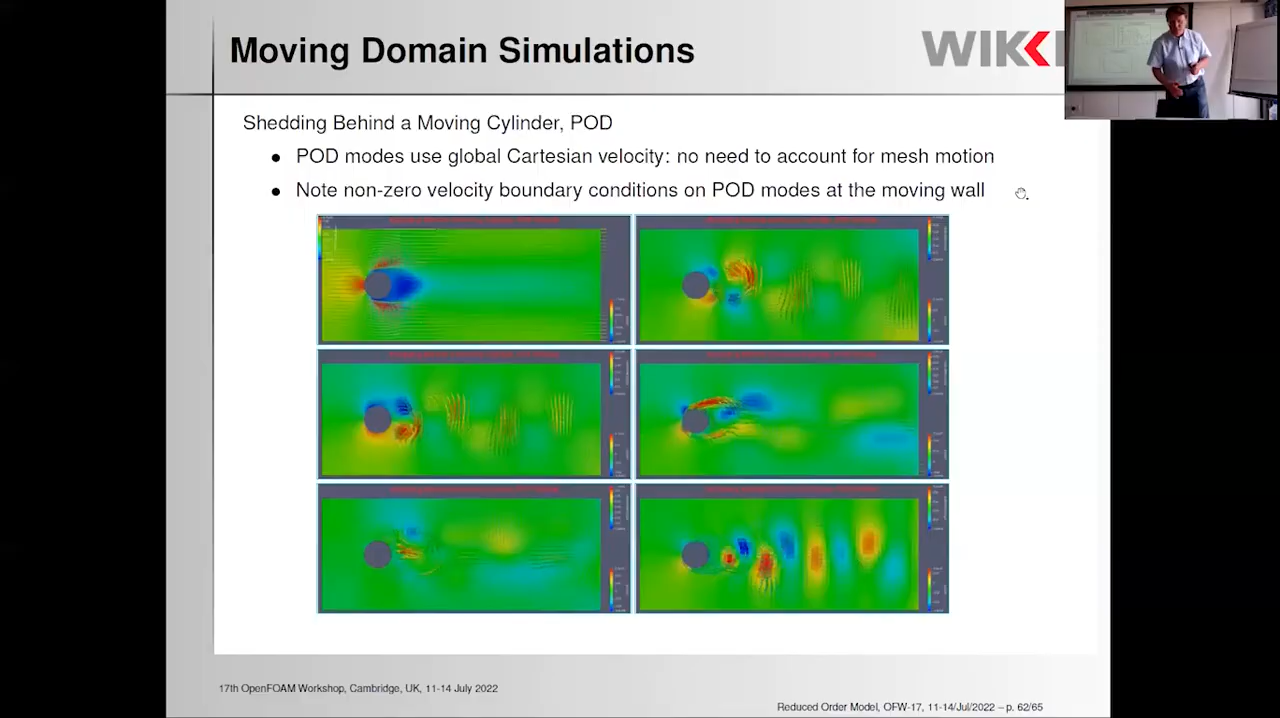 Moving Domain Simulations
WIKK
Shedding Behind a Moving Cylinder, POD
● POD modes use global Cartesian velocity: no need to account for mesh motion
● Note non-zero velocity boundary conditions on POD modes at the moving wall
17th OpenFOAM Workshop, Cambridge, UK, 11-14 July 2022
Reduced Order Model, OFW-17, 11-14/Jul/2022 – p. 62/65